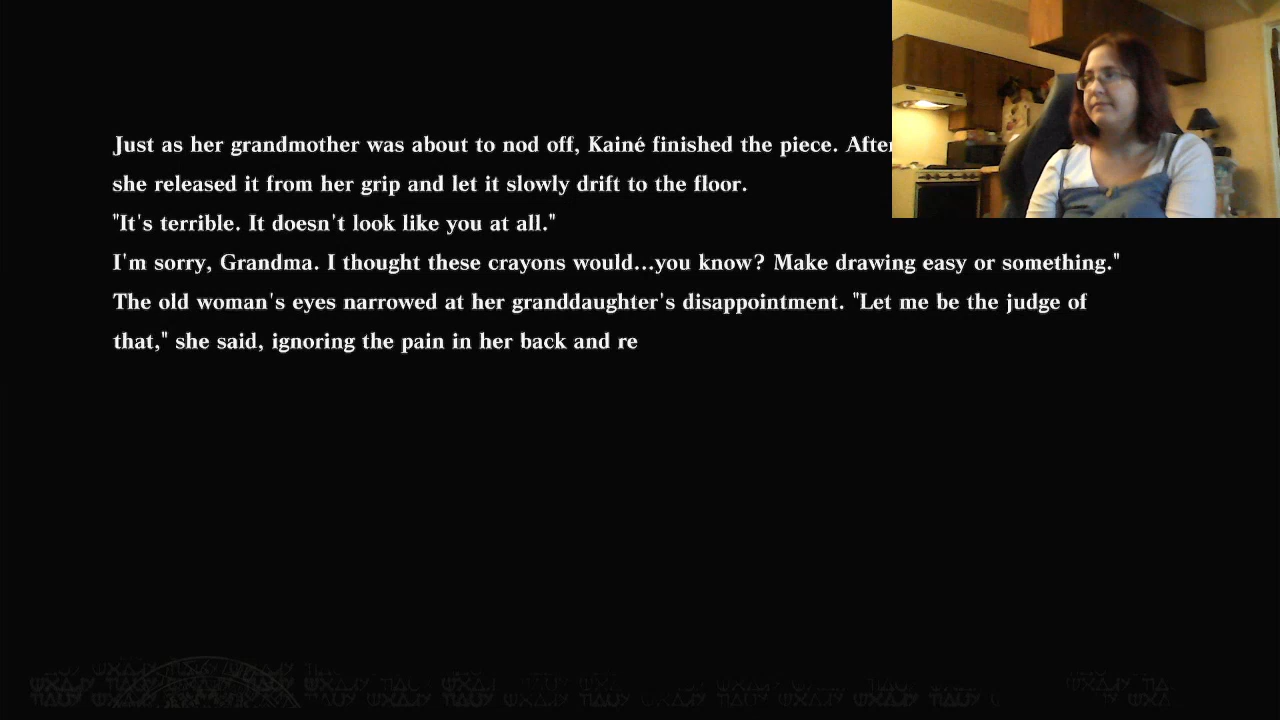 Just as her grandmother was about to nod off, Kainé finished the piece. After
she released it from her grip and let it slowly drift to the floor.
"It's terrible. It doesn't look like you at all."
I'm sorry, Grandma. I thought these crayons would...you know? Make drawing easy or something."
The old woman's eyes narrowed at her granddaughter's disappointment. "Let me be the judge of
that," she said, ignoring the pain in her back and re